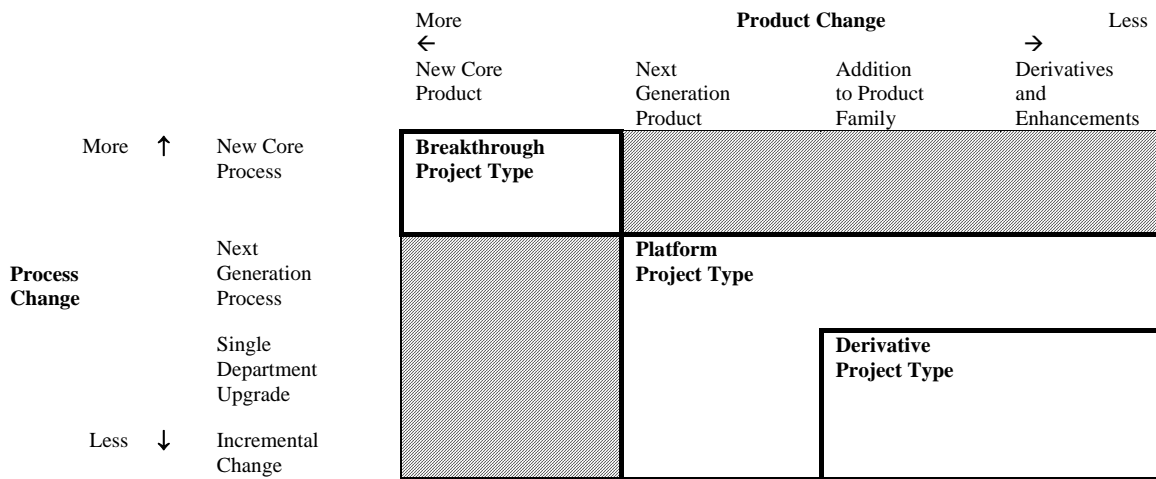 More Product Change Less
← →
New Core Next Addition Derivatives
Product Generation to Product and
Product Family Enhancements
More ↑ New Core Breakthrough
Process Project Type
Next Platform
Process Generation Project Type
Change Process
Single Derivative
Department Project Type
Upgrade
Less ↓ Incremental
Change